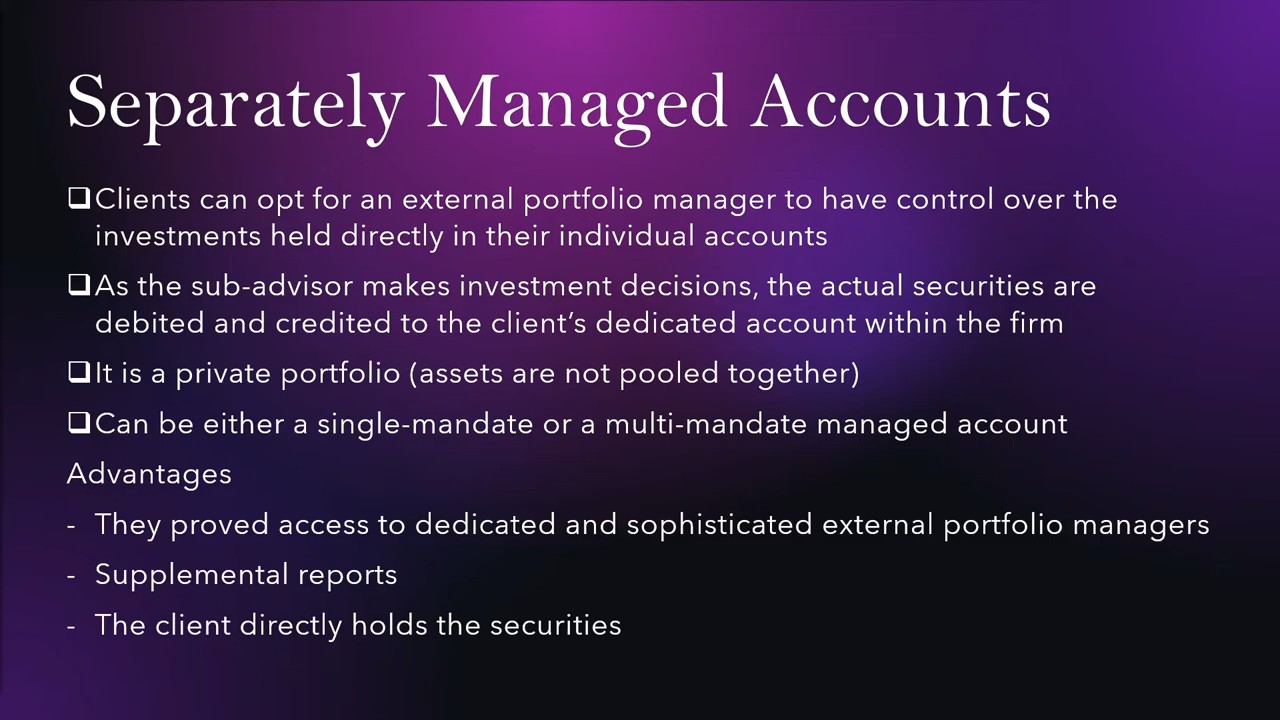 Separately Managed Accounts
❑Clients can opt for an external portfolio manager to have control over the
investments held directly in their individual accounts
❑As the sub-advisor makes investment decisions, the actual securities are
debited and credited to the client’s dedicated account within the firm
❑It is a private portfolio (assets are not pooled together)
❑Can be either a single-mandate or a multi-mandate managed account
Advantages
- They proved access to dedicated and sophisticated external portfolio managers
- Supplemental reports
- The client directly holds the securities